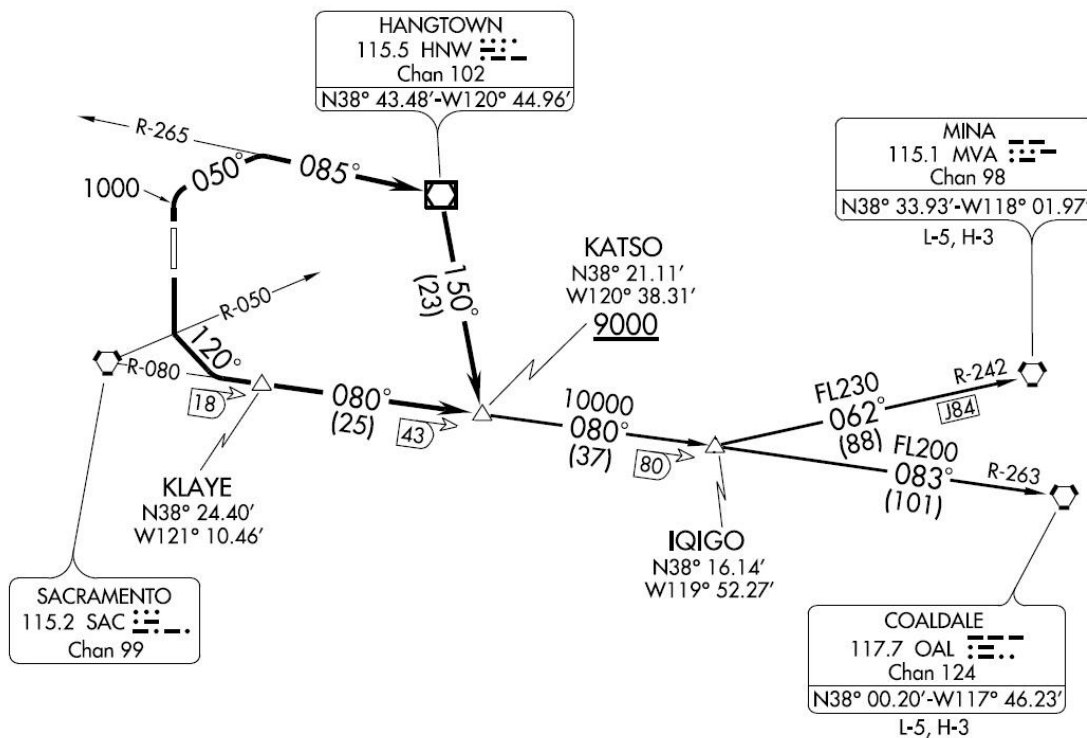 HANGTOWN
115.5 HNW
Chan 102
N38° 43.48'-W120° 44.96'
R-265
050°
085°
1000
MINA
115.1 MVA
Chan 98
N38° 33.93'-W118° 01.97'
L-5, H-3
KATSO
N38° 21.11'
W120° 38.31'
9000
150°
(23)
R-050
120°
R-080
18
080°
(25)
43
10000
080°
(37)
80
FL230
062°
(88)
R-242
J84
FL200
083°
(101)
R-263
KLAYE
N38° 24.40'
W121° 10.46'
IQIGO
N38° 16.14'
W119° 52.27'
SACRAMENTO
115.2 SAC
Chan 99
COALDALE
117.7 OAL
Chan 124
N38° 00.20'-W117° 46.23'
L-5, H-3